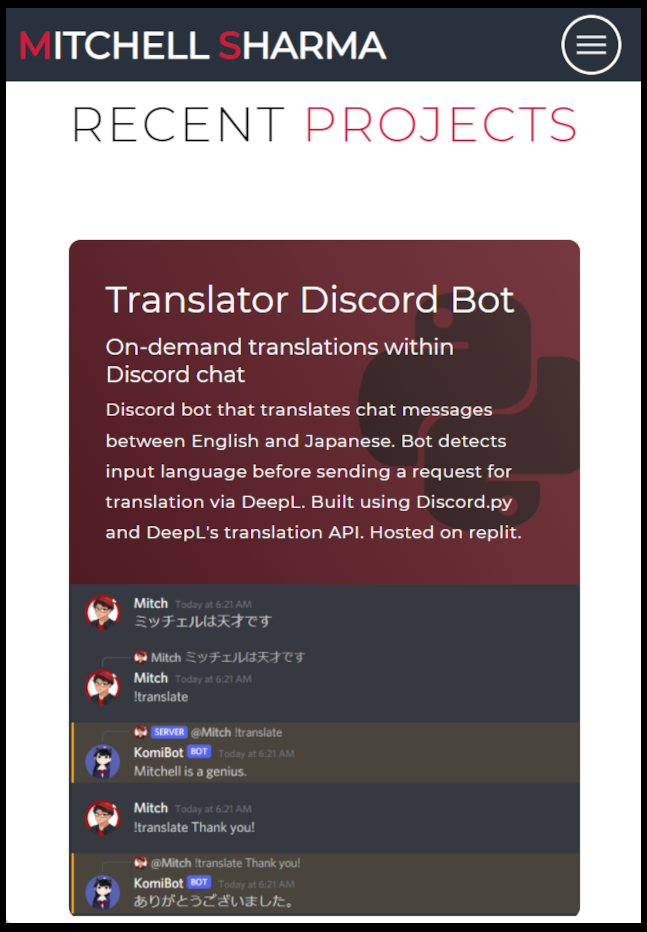 MITCHELL SHARMA
RECENT PROJECTS
Translator Discord Bot
On-demand translations within
Discord chat
Discord bot that translates chat messages
between English and Japanese. Bot detects
input language before sending a request for
translation via DeepL. Built using Discord.py
and DeepL's translation API. Hosted on replit.
Mitch Today at 6:21 AM
ミッチェルは天才です
Mitch ミッチェルは天才です
Mitch Today at 6:21 AM
!translate
SERVER @Mitch !translate
KomiBot BOT Today at 6:21 AM
Mitchell is a genius.
Mitch Today at 6:21 AM
!translate Thank you!
@Mitch !translate Thank you!
KomiBot BOT Today at 6:21 AM
ありがとうございました。